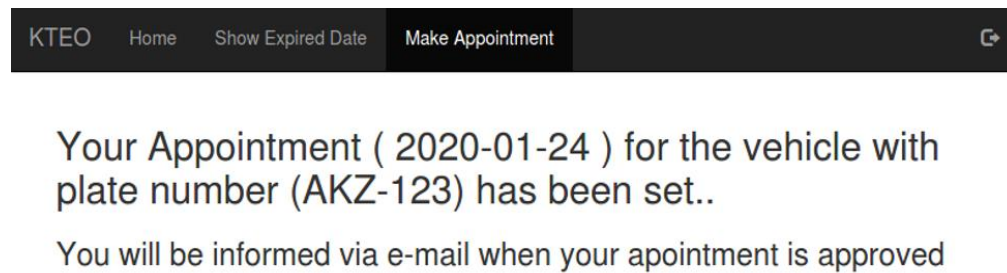 KTEO Home Show Expired Date Make Appointment
Your Appointment ( 2020-01-24 ) for the vehicle with
plate number (AKZ-123) has been set..
You will be informed via e-mail when your apointment is approved